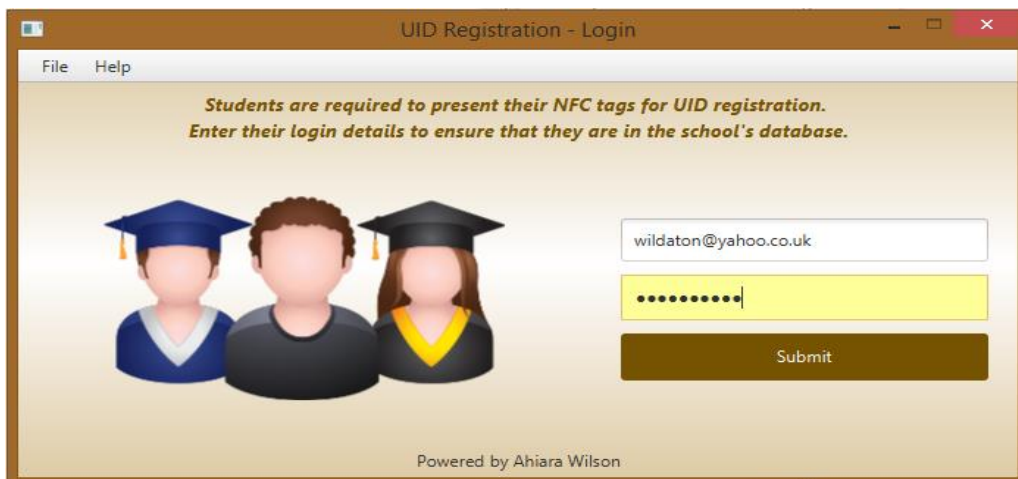 UID Registration - Login
File Help
Students are required to present their NFC tags for UID registration.
Enter their login details to ensure that they are in the school's database.
wildaton@yahoo.co.uk
••••••••••
Submit
Powered by Ahiara Wilson